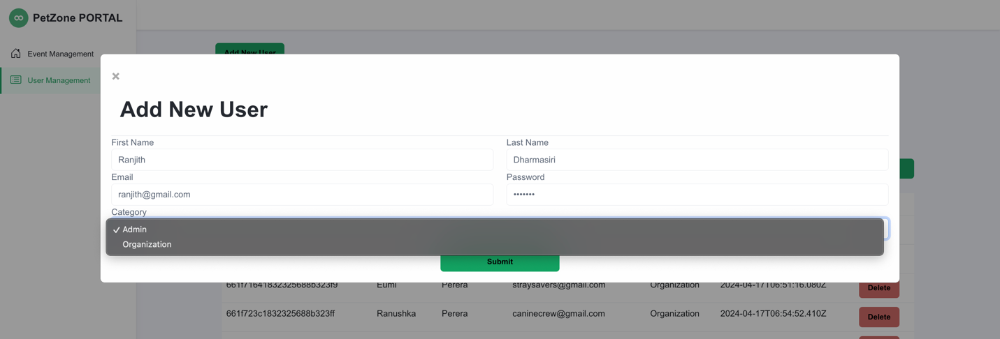 PetZone PORTAL
Event Management
User Management
Add New User
×
Add New User
First Name
Last Name
Ranjith
Dharmasiri
Email
Password
ranjith@gmail.com
•••••••
Category
✓ Admin
Organization
Submit
661f71641832325688b323f9 Eumi Perera straysavers@gmail.com Organization 2024-04-17T06:51:16.080Z Delete
661f723c1832325688b323ff Ranushka Perera caninecrew@gmail.com Organization 2024-04-17T06:54:52.410Z Delete